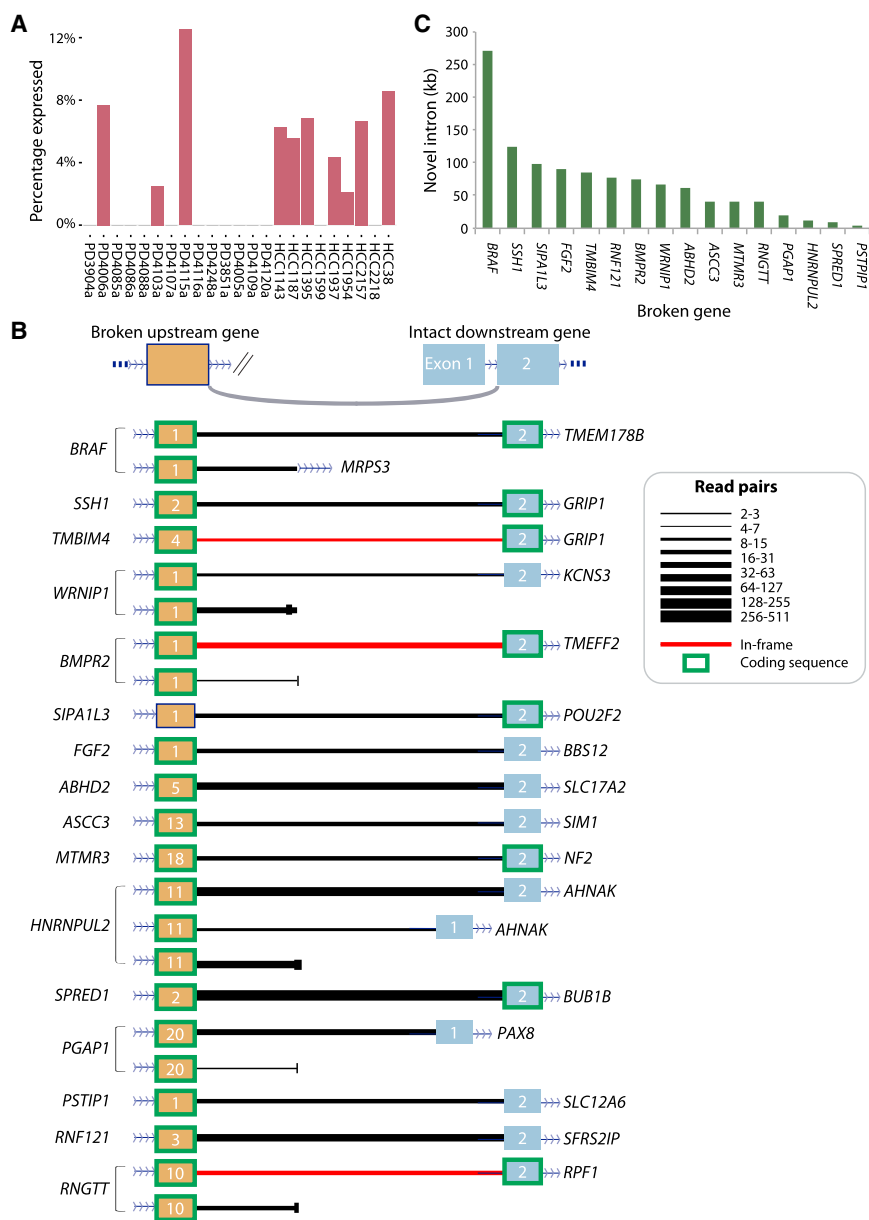 A
Percentage expressed
12%
8%
4%
0%
PD3904a
PD4006a
PD4085a
PD4086a
PD4088a
PD4103a
PD4107a
PD4115a
PD4116a
PD4248a
PD3851a
PD4005a
PD4109a
PD4120a
HCC1143
HCC1187
HCC1395
HCC1599
HCC1937
HCC1954
HCC2157
HCC2218
HCC38
C
Novel intron (kb)
300
250
200
150
100
50
0
BRAF
SSH1
SIPA1L3
FGF2
TMBIM4
RNF121
BMPR2
WRNIP1
ABHD2
ASCC3
MTMR3
RNGTT
PGAP1
HNRNPUL2
SPRED1
PSTPIP1
Broken gene
B
Broken upstream gene
Intact downstream gene
Exon 1
2
BRAF
1 2 TMEM178B
1 MRPS3
SSH1 2 2 GRIP1
TMBIM4 4 2 GRIP1
WRNIP1
1 2 KCNS3
1
BMPR2
1 2 TMEFF2
1
SIPA1L3 1 2 POU2F2
FGF2 1 2 BBS12
ABHD2 5 2 SLC17A2
ASCC3 13 2 SIM1
MTMR3 18 2 NF2
HNRNPUL2
11 2 AHNAK
11 1 AHNAK
11
SPRED1 2 2 BUB1B
PGAP1
20 1 PAX8
20
PSTIP1 1 2 SLC12A6
RNF121 3 2 SFRS2IP
RNGTT
10 2 RPF1
10
Read pairs
2-3
4-7
8-15
16-31
32-63
64-127
128-255
256-511
In-frame
Coding sequence